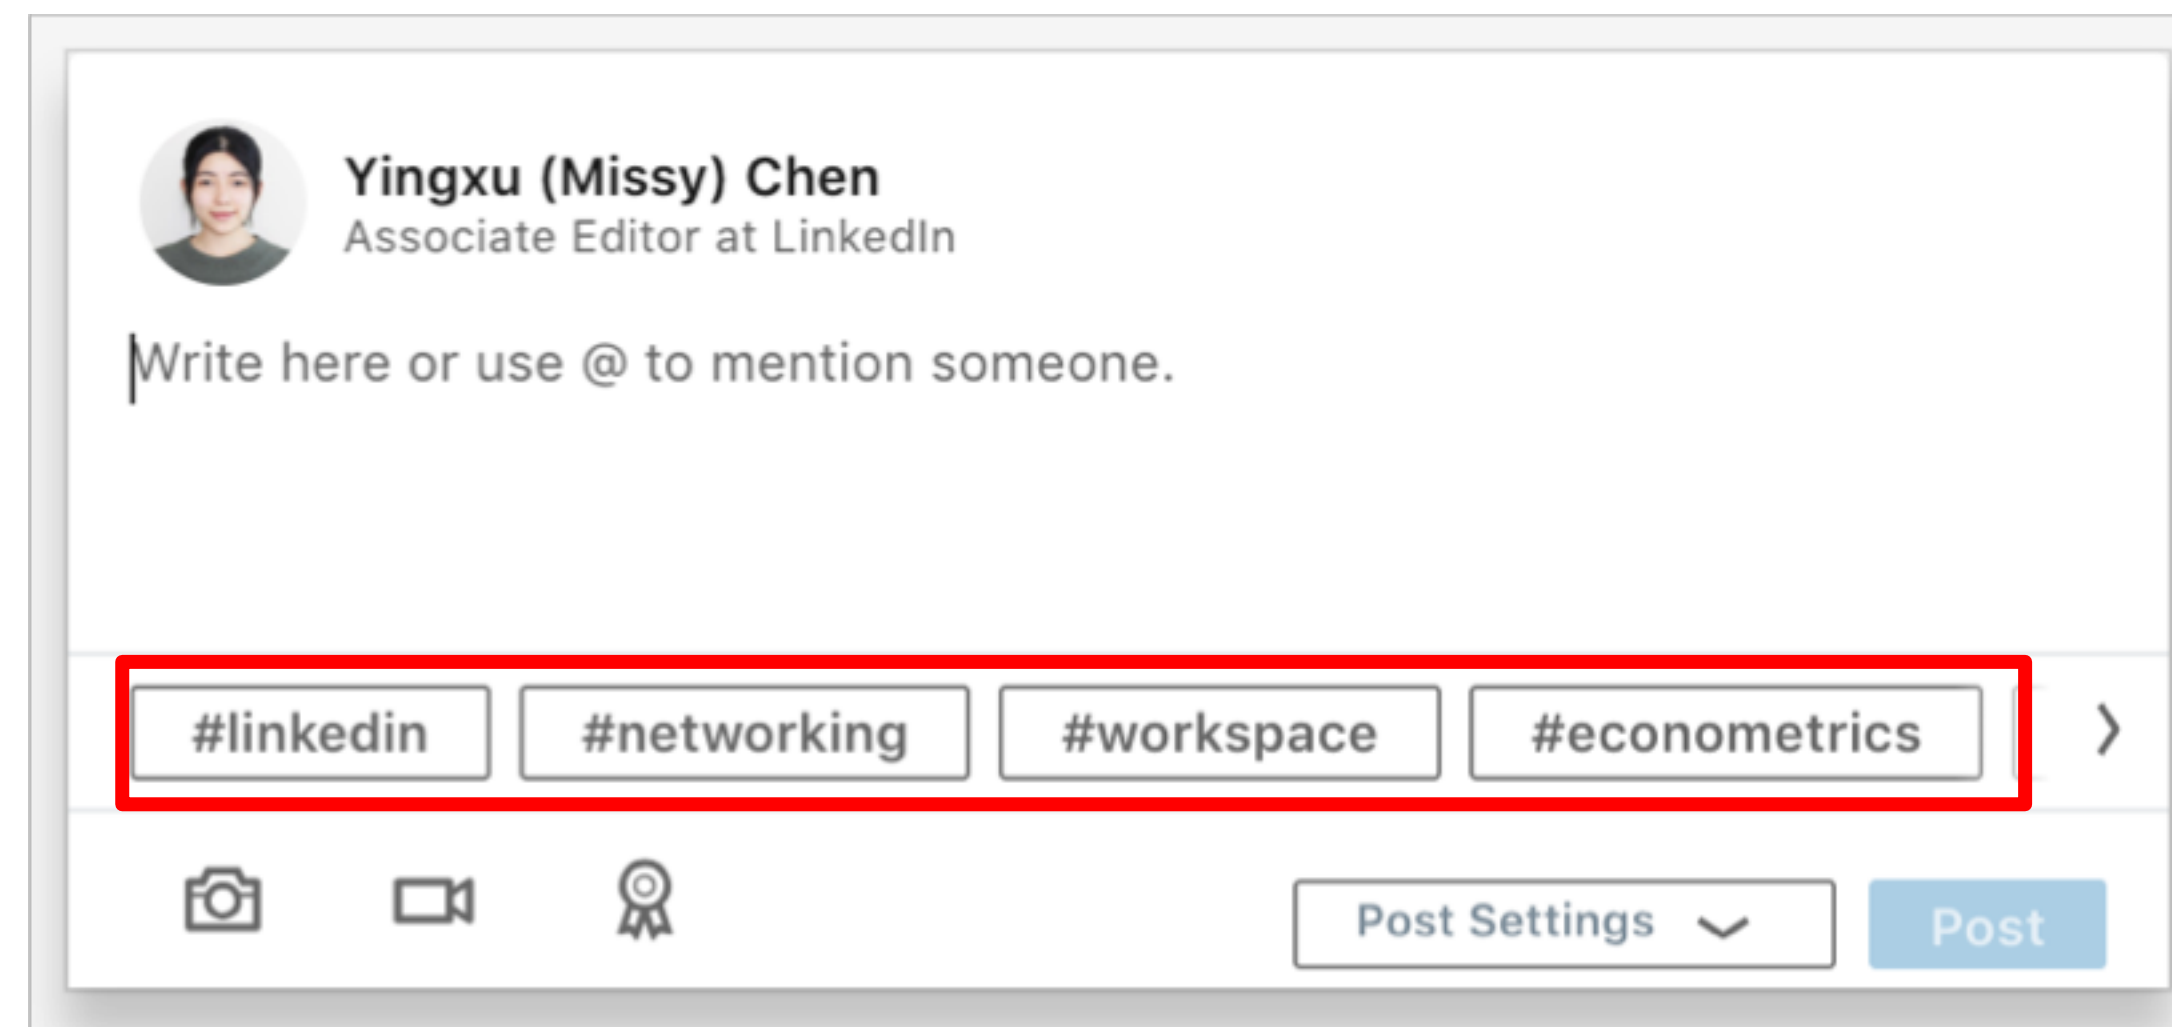 Yingxu (Missy) Chen
Associate Editor at LinkedIn
Write here or use @ to mention someone.
#linkedin #networking #workspace #econometrics
Post Settings Post